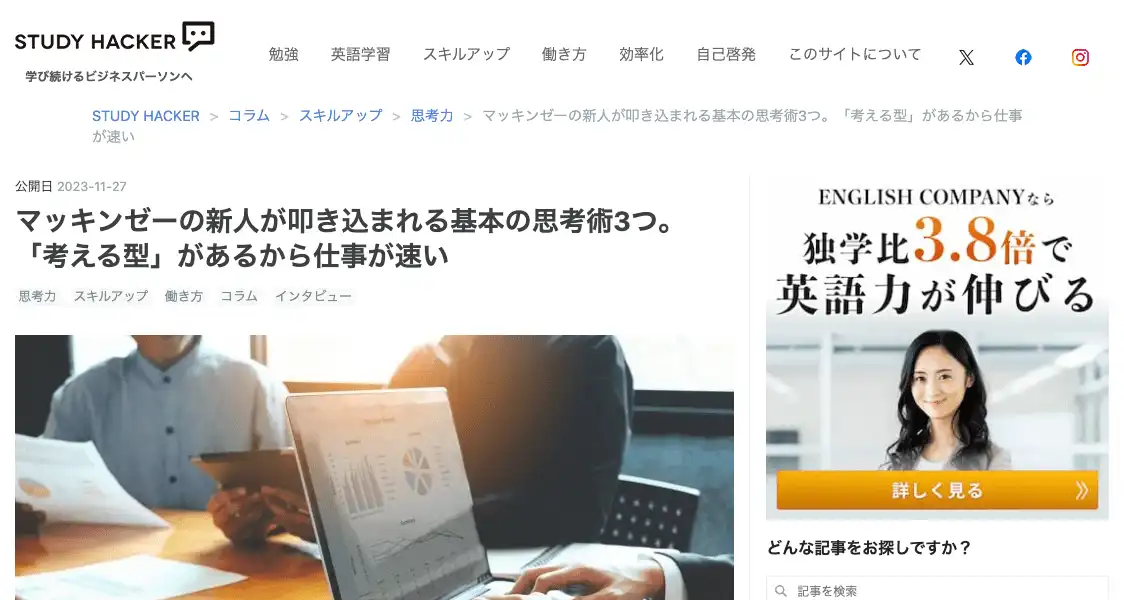 STUDY HACKER
学び続けるビジネスパーソンへ
勉強 英語学習 スキルアップ 働き方 効率化 自己啓発 このサイトについて
STUDY HACKER > コラム > スキルアップ > 思考力 > マッキンゼーの新人が叩き込まれる基本の思考術3つ。「考える型」があるから仕事
が速い
公開日 2023-11-27
マッキンゼーの新人が叩き込まれる基本の思考術3つ。
「考える型」があるから仕事が速い
思考力 スキルアップ 働き方 コラム インタビュー
ENGLISH COMPANYなら
独学比3.8倍で
英語力が伸びる
詳しく見る
どんな記事をお探しですか？
記事を検索